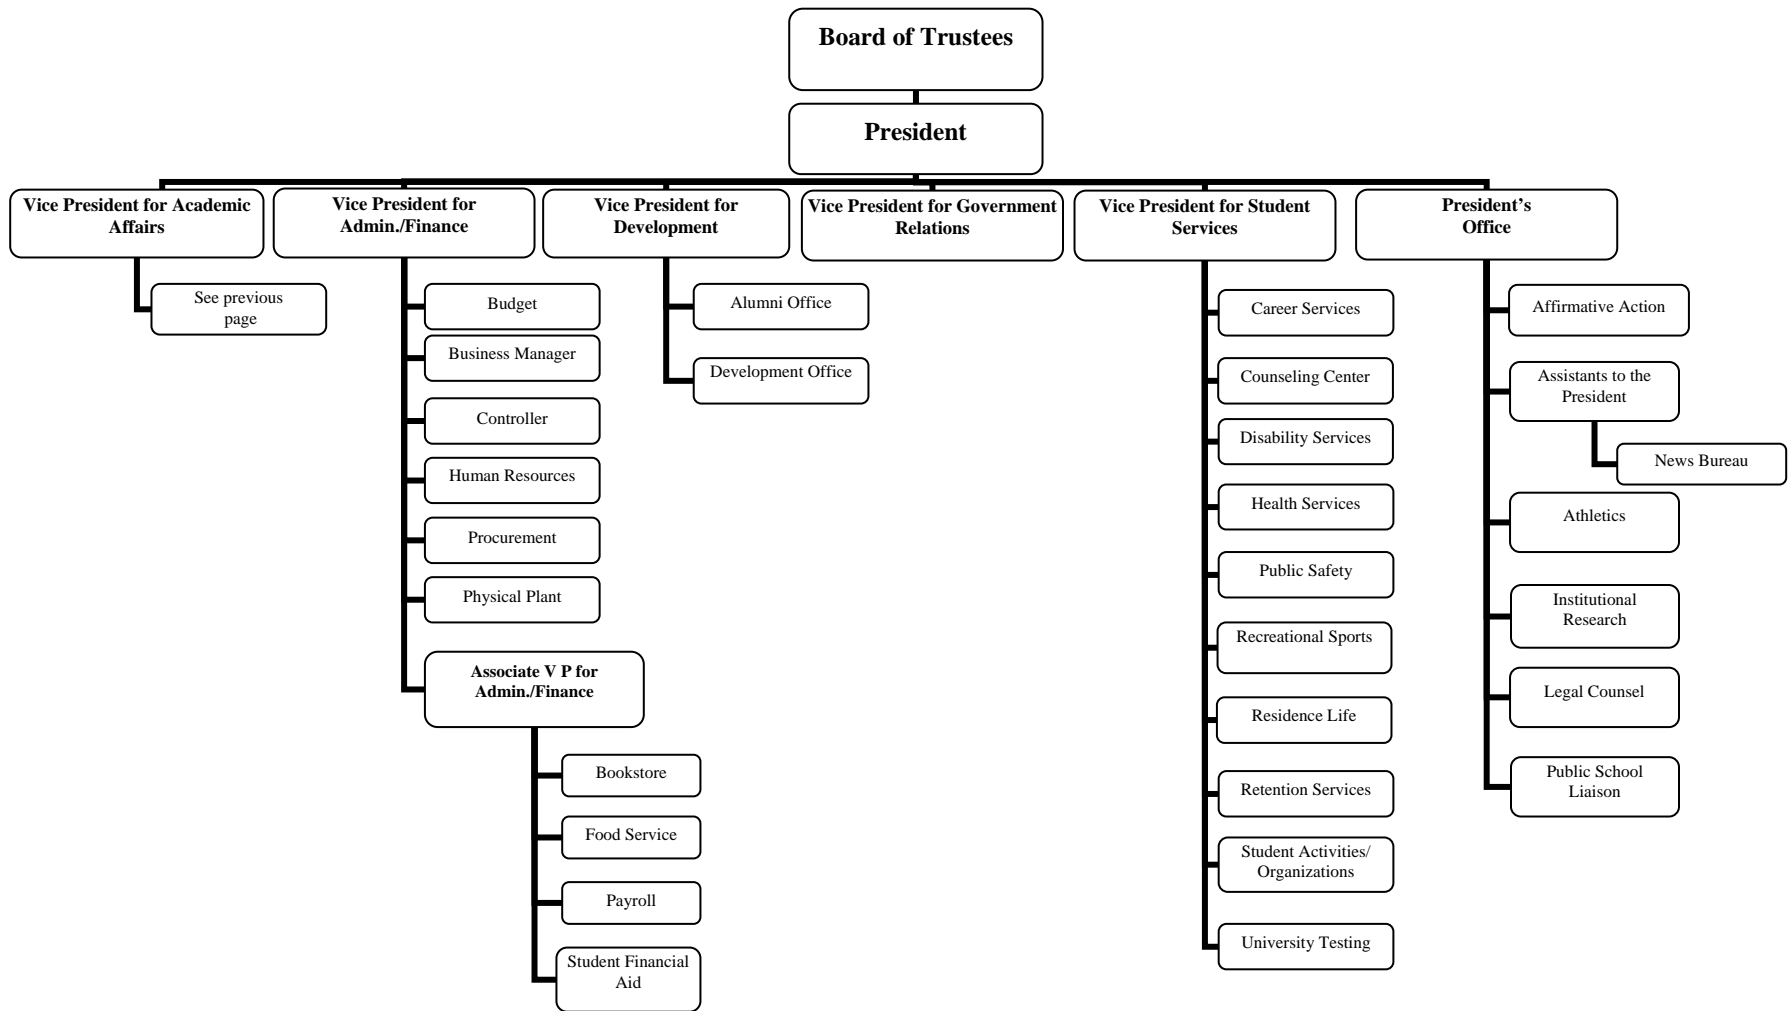 Board of Trustees
President
Vice President for Academic
Affairs
Vice President for
Admin./Finance
Vice President for
Development
Vice President for Government
Relations
Vice President for Student
Services
President's
Office
See previous
page
Budget
Business Manager
Controller
Human Resources
Procurement
Physical Plant
Associate V P for
Admin./Finance
Bookstore
Food Service
Payroll
Student Financial
Aid
Alumni Office
Development Office
Career Services
Counseling Center
Disability Services
Health Services
Public Safety
Recreational Sports
Residence Life
Retention Services
Student Activities/
Organizations
University Testing
Affirmative Action
Assistants to the
President
News Bureau
Athletics
Institutional
Research
Legal Counsel
Public School
Liaison